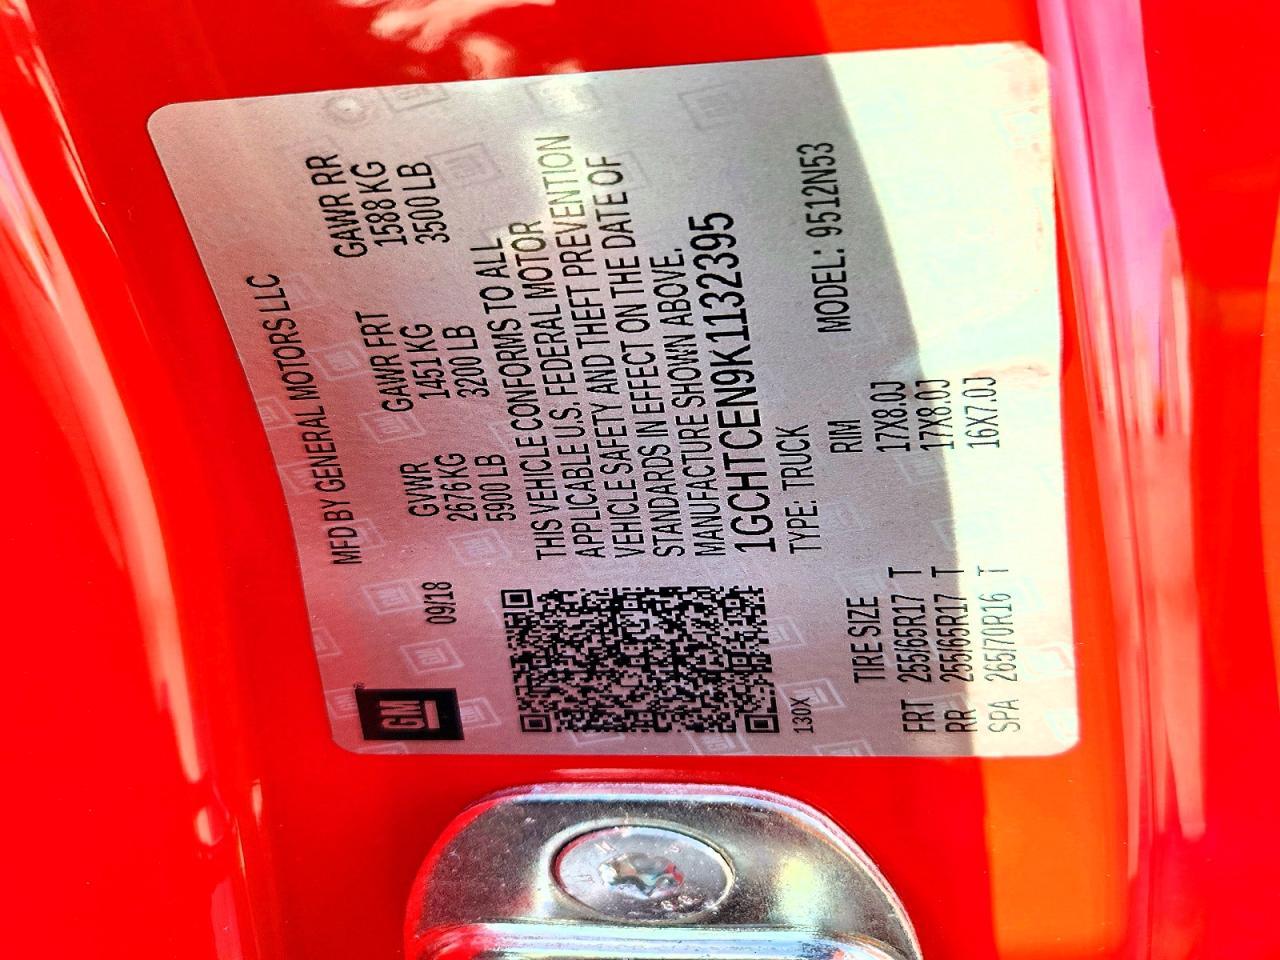 GM
09/18
MFD BY GENERAL MOTORS LLC
GVWR GAWR FRT GAWR RR
2676 KG 1451 KG 1588 KG
5900 LB 3200 LB 3500 LB
THIS VEHICLE CONFORMS TO ALL
APPLICABLE U.S. FEDERAL MOTOR
VEHICLE SAFETY AND THEFT PREVENTION
STANDARDS IN EFFECT ON THE DATE OF
MANUFACTURE SHOWN ABOVE.
1GCHTCEN9K1132395
130X
TYPE: TRUCK MODEL: 9512N53
TIRE SIZE RIM
FRT 255/65R17 T 17X8.0J
RR 255/65R17 T 17X8.0J
SPA 265/70R16 T 16X7.0J